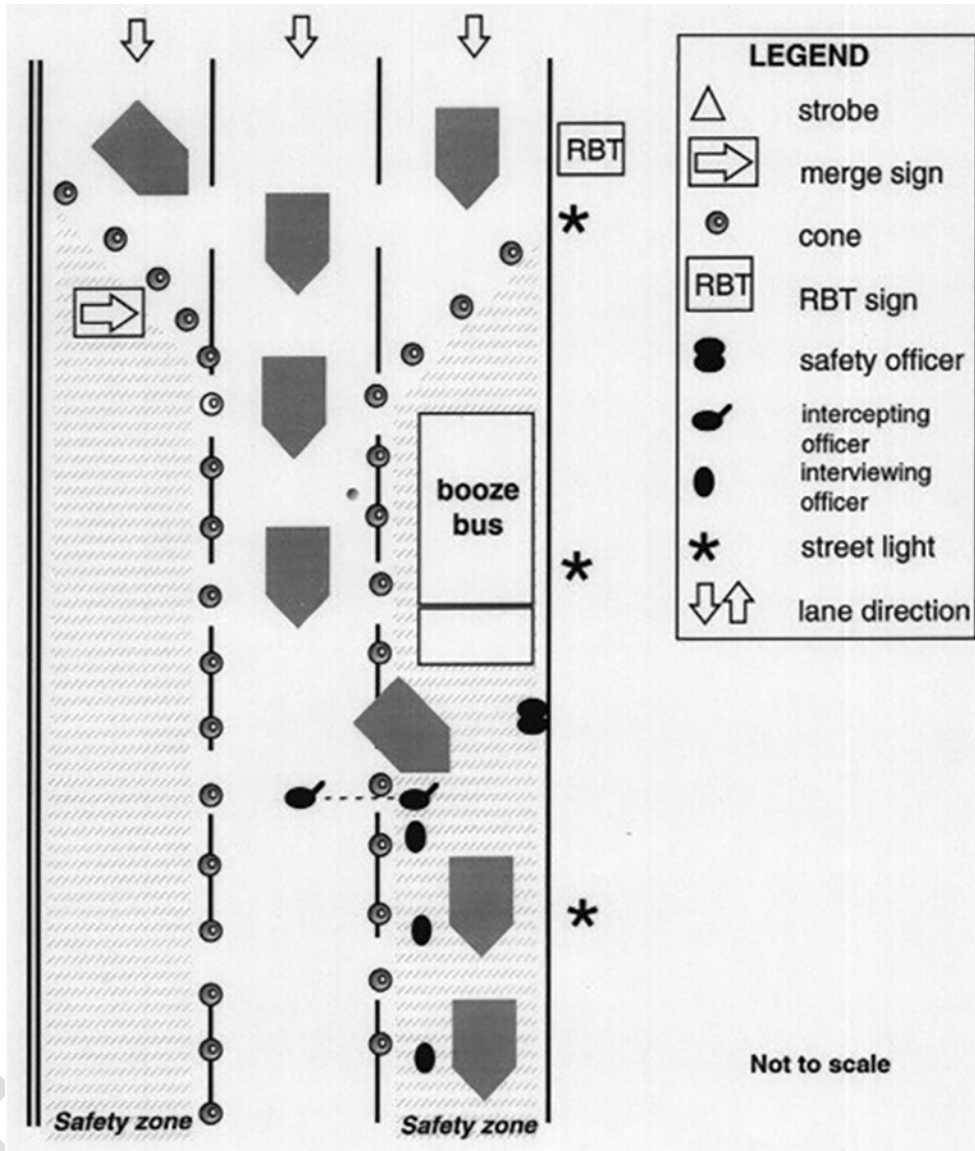 RBT
booze
bus
Safety zone
Safety zone
LEGEND
strobe
merge sign
cone
RBT
RBT sign
safety officer
intercepting
officer
interviewing
officer
street light
lane direction
Not to scale